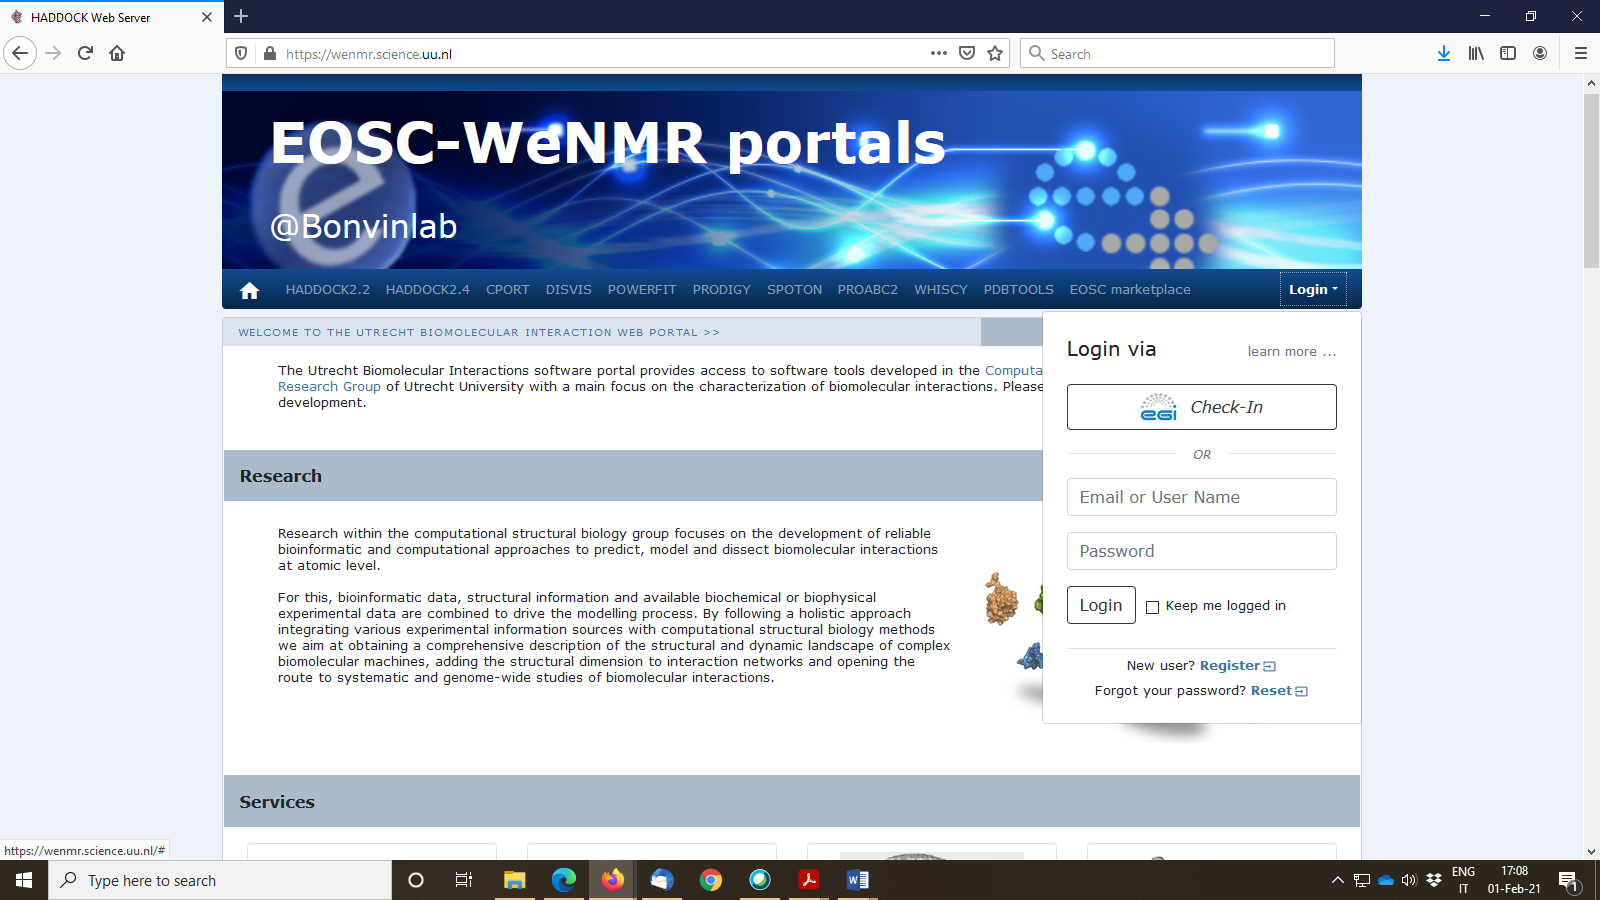 HADDOCK Web Server
https://wenmr.science.uu.nl
Search
EOSC-WeNMR portals
@Bonvinlab
HADDOCK2.2 HADDOCK2.4 CPORT DISVIS POWERFIT PRODIGY SPOTON PROABC2 WHISCY PDBTOOLS EOSC marketplace Login
WELCOME TO THE UTRECHT BIOMOLECULAR INTERACTION WEB PORTAL >>
The Utrecht Biomolecular Interactions software portal provides access to software tools developed in the Computa
Research Group of Utrecht University with a main focus on the characterization of biomolecular interactions. Please
development.
Login via
learn more ...
eGI Check-In
OR
Email or User Name
Password
Login Keep me logged in
New user? Register
Forgot your password? Reset
Research
Research within the computational structural biology group focuses on the development of reliable
bioinformatic and computational approaches to predict, model and dissect biomolecular interactions
at atomic level.
For this, bioinformatic data, structural information and available biochemical or biophysical
experimental data are combined to drive the modelling process. By following a holistic approach
integrating various experimental information sources with computational structural biology methods
we aim at obtaining a comprehensive description of the structural and dynamic landscape of complex
biomolecular machines, adding the structural dimension to interaction networks and opening the
route to systematic and genome-wide studies of biomolecular interactions.
Services
https://wenmr.science.uu.nl/#
Type here to search
ENG
IT
17:08
01-Feb-21
1